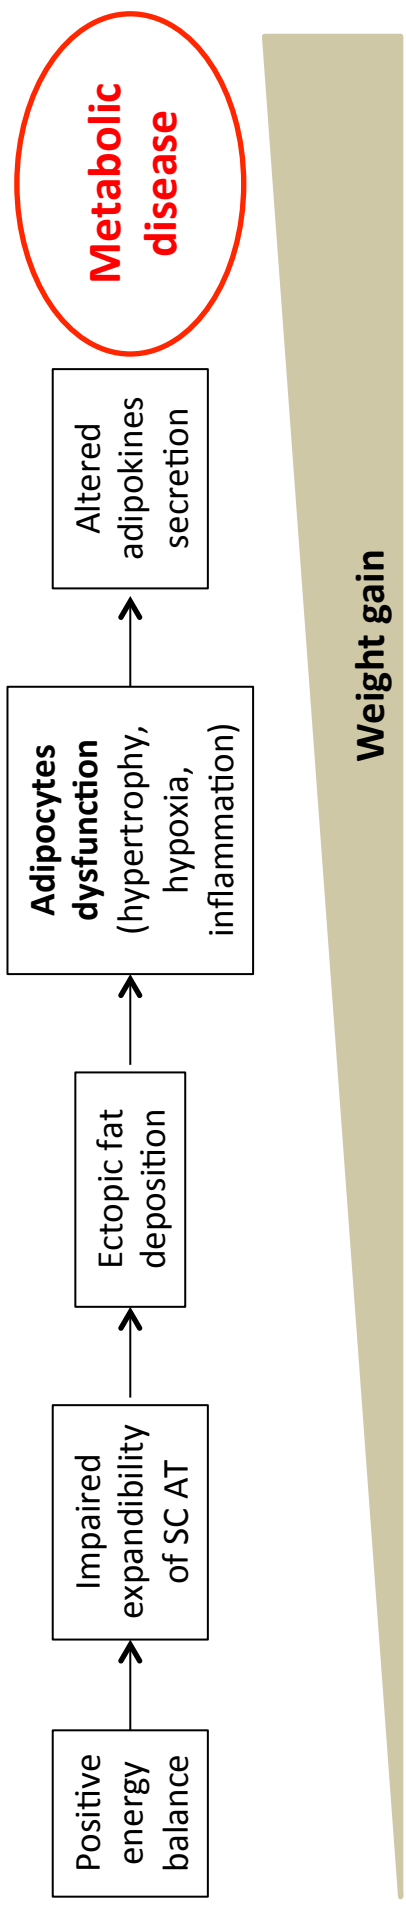 Positive
energy
balance
Impaired
expandibility
of SC AT
Ectopic fat
deposition
Adipocytes
dysfunction
(hypertrophy,
hypoxia,
inflammation)
Altered
adipokines
secretion
Metabolic
disease
Weight gain